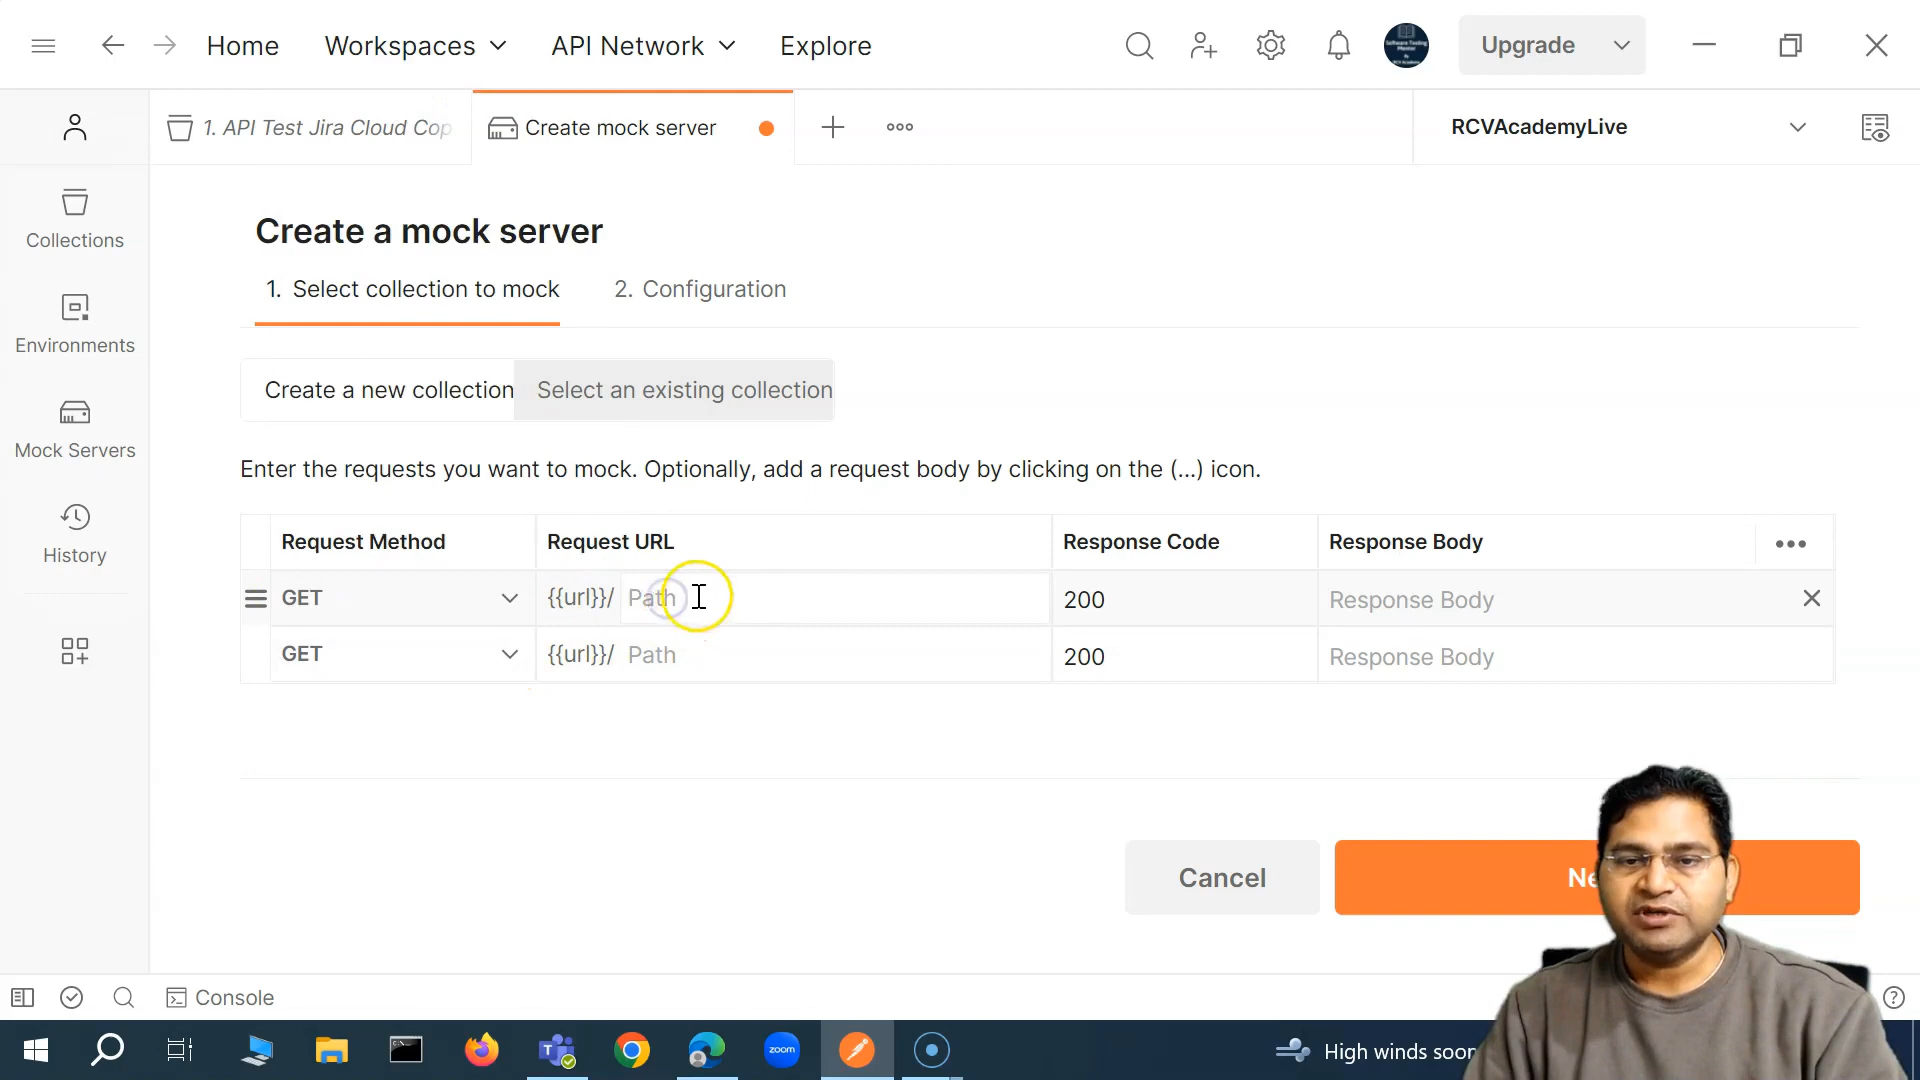 Home
Workspaces
API Network
Explore
Upgrade
1. API Test Jira Cloud Cop
Create mock server
RCVAcademyLive
Collections
Environments
Mock Servers
History
Create a mock server
1. Select collection to mock
2. Configuration
Create a new collection
Select an existing collection
Enter the requests you want to mock. Optionally, add a request body by clicking on the (...) icon.
Request Method
Request URL
Response Code
Response Body
GET
{{url}}/
Path
200
Response Body
GET
{{url}}/
Path
200
Response Body
Cancel
Console
zoom
High winds soon